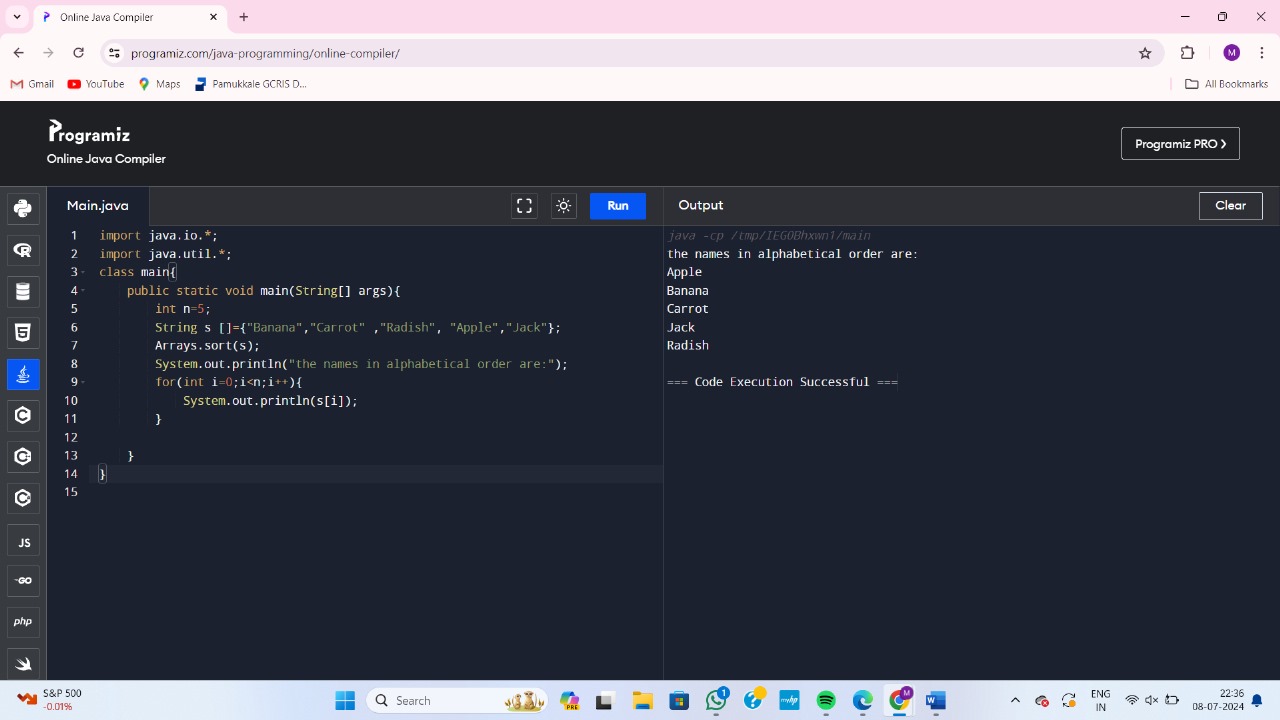 Online Java Compiler
programiz.com/java-programming/online-compiler/
M
Gmail
YouTube
Maps
Pamukkale GCRIS D...
All Bookmarks
Programiz
Online Java Compiler
Programiz PRO ❯
Main.java
Run
Output
Clear
1 import java.io.*;
2 import java.util.*;
3 class main{
4 public static void main(String[] args){
5 int n=5;
6 String s []={"Banana","Carrot" ,"Radish", "Apple","Jack"};
7 Arrays.sort(s);
8 System.out.println("the names in alphabetical order are:");
9 for(int i=0;i<n;i++){
10 System.out.println(s[i]);
11 }
12
13 }
14 }
15
java -cp /tmp/IEG0Bhxwn1/main
the names in alphabetical order are:
Apple
Banana
Carrot
Jack
Radish
=== Code Execution Successful ===
R
5
C
C
C
JS
GO
php
S&P 500
-0.01%
Search
PRE
1
?
myhp
M
W
ENG
IN
22:36
08-07-2024